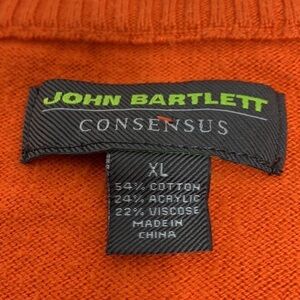 JOHN BARTLETT
CONSENSUS
XL
54% COTTON
24% ACRYLIC
22% VISCOSE
MADE IN
CHINA